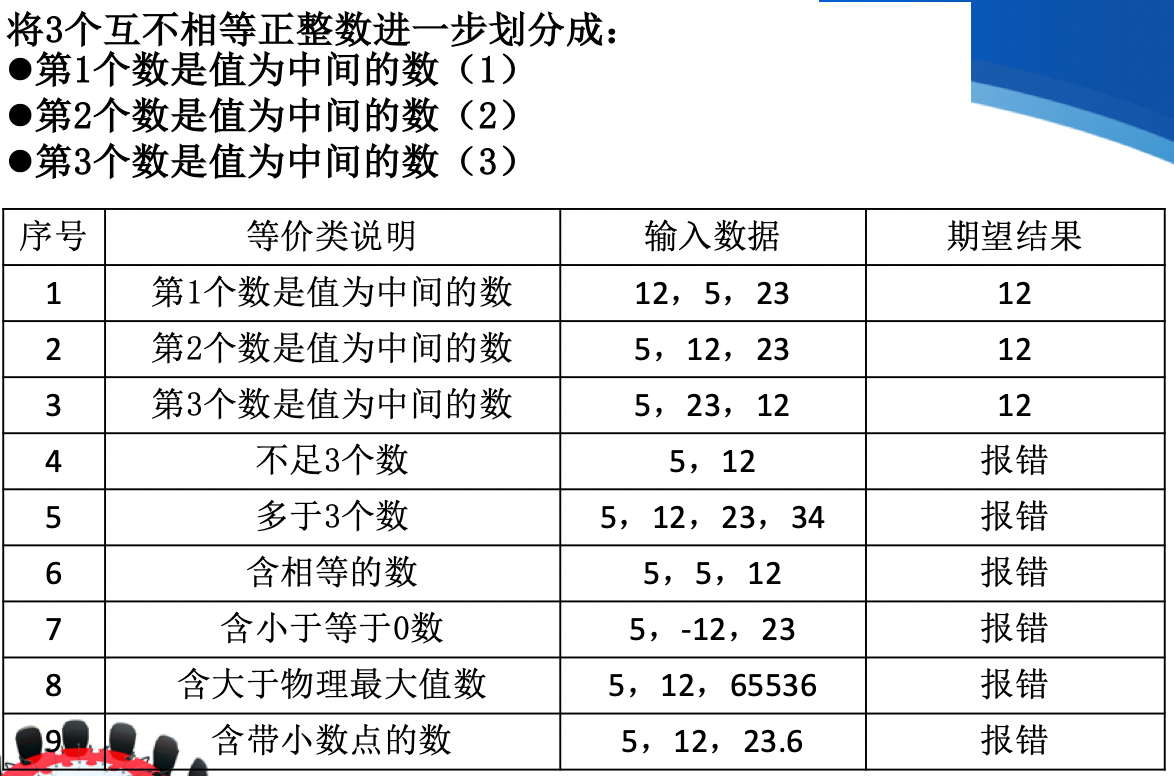 将3个互不相等正整数进一步划分成：
●第1个数是值为中间的数（1）
●第2个数是值为中间的数（2）
●第3个数是值为中间的数（3）
序号 等价类说明 输入数据 期望结果
1 第1个数是值为中间的数 12，5，23 12
2 第2个数是值为中间的数 5，12，23 12
3 第3个数是值为中间的数 5，23，12 12
4 不足3个数 5，12 报错
5 多于3个数 5，12，23，34 报错
6 含相等的数 5，5，12 报错
7 含小于等于0数 5，-12，23 报错
8 含大于物理最大值数 5，12，65536 报错
9 含带小数点的数 5，12，23.6 报错